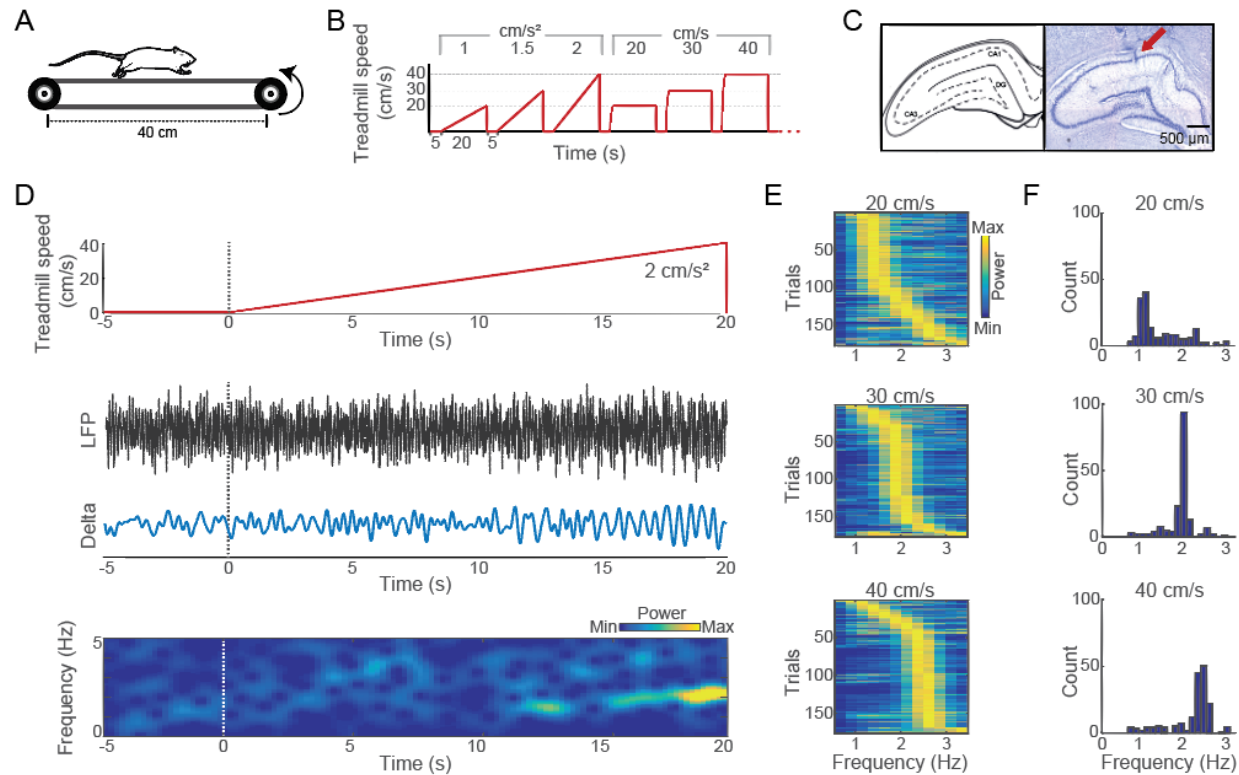 A
40 cm
B
cm/s² cm/s
1 1.5 2 20 30 40
Treadmill speed
(cm/s)
40
20
5 20 5
Time (s)
C
CA1
DG
CA3
500 µm
D
Treadmill speed
(cm/s)
40
20
0
2 cm/s²
-5 0 5 10 15 20
Time (s)
LFP
Delta
-5 0 5 10 15 20
Time (s)
Power
Min Max
Frequency (Hz)
5
0
-5 0 5 10 15 20
Time (s)
E
20 cm/s
Max
Power
Min
Trials
50
100
150
1 2 3
30 cm/s
Trials
50
100
150
1 2 3
40 cm/s
Trials
50
100
150
1 2 3
Frequency (Hz)
F
20 cm/s
Count
100
50
0
0 1 2 3
30 cm/s
Count
100
50
0
0 1 2 3
40 cm/s
Count
100
50
0
0 1 2 3
Frequency (Hz)